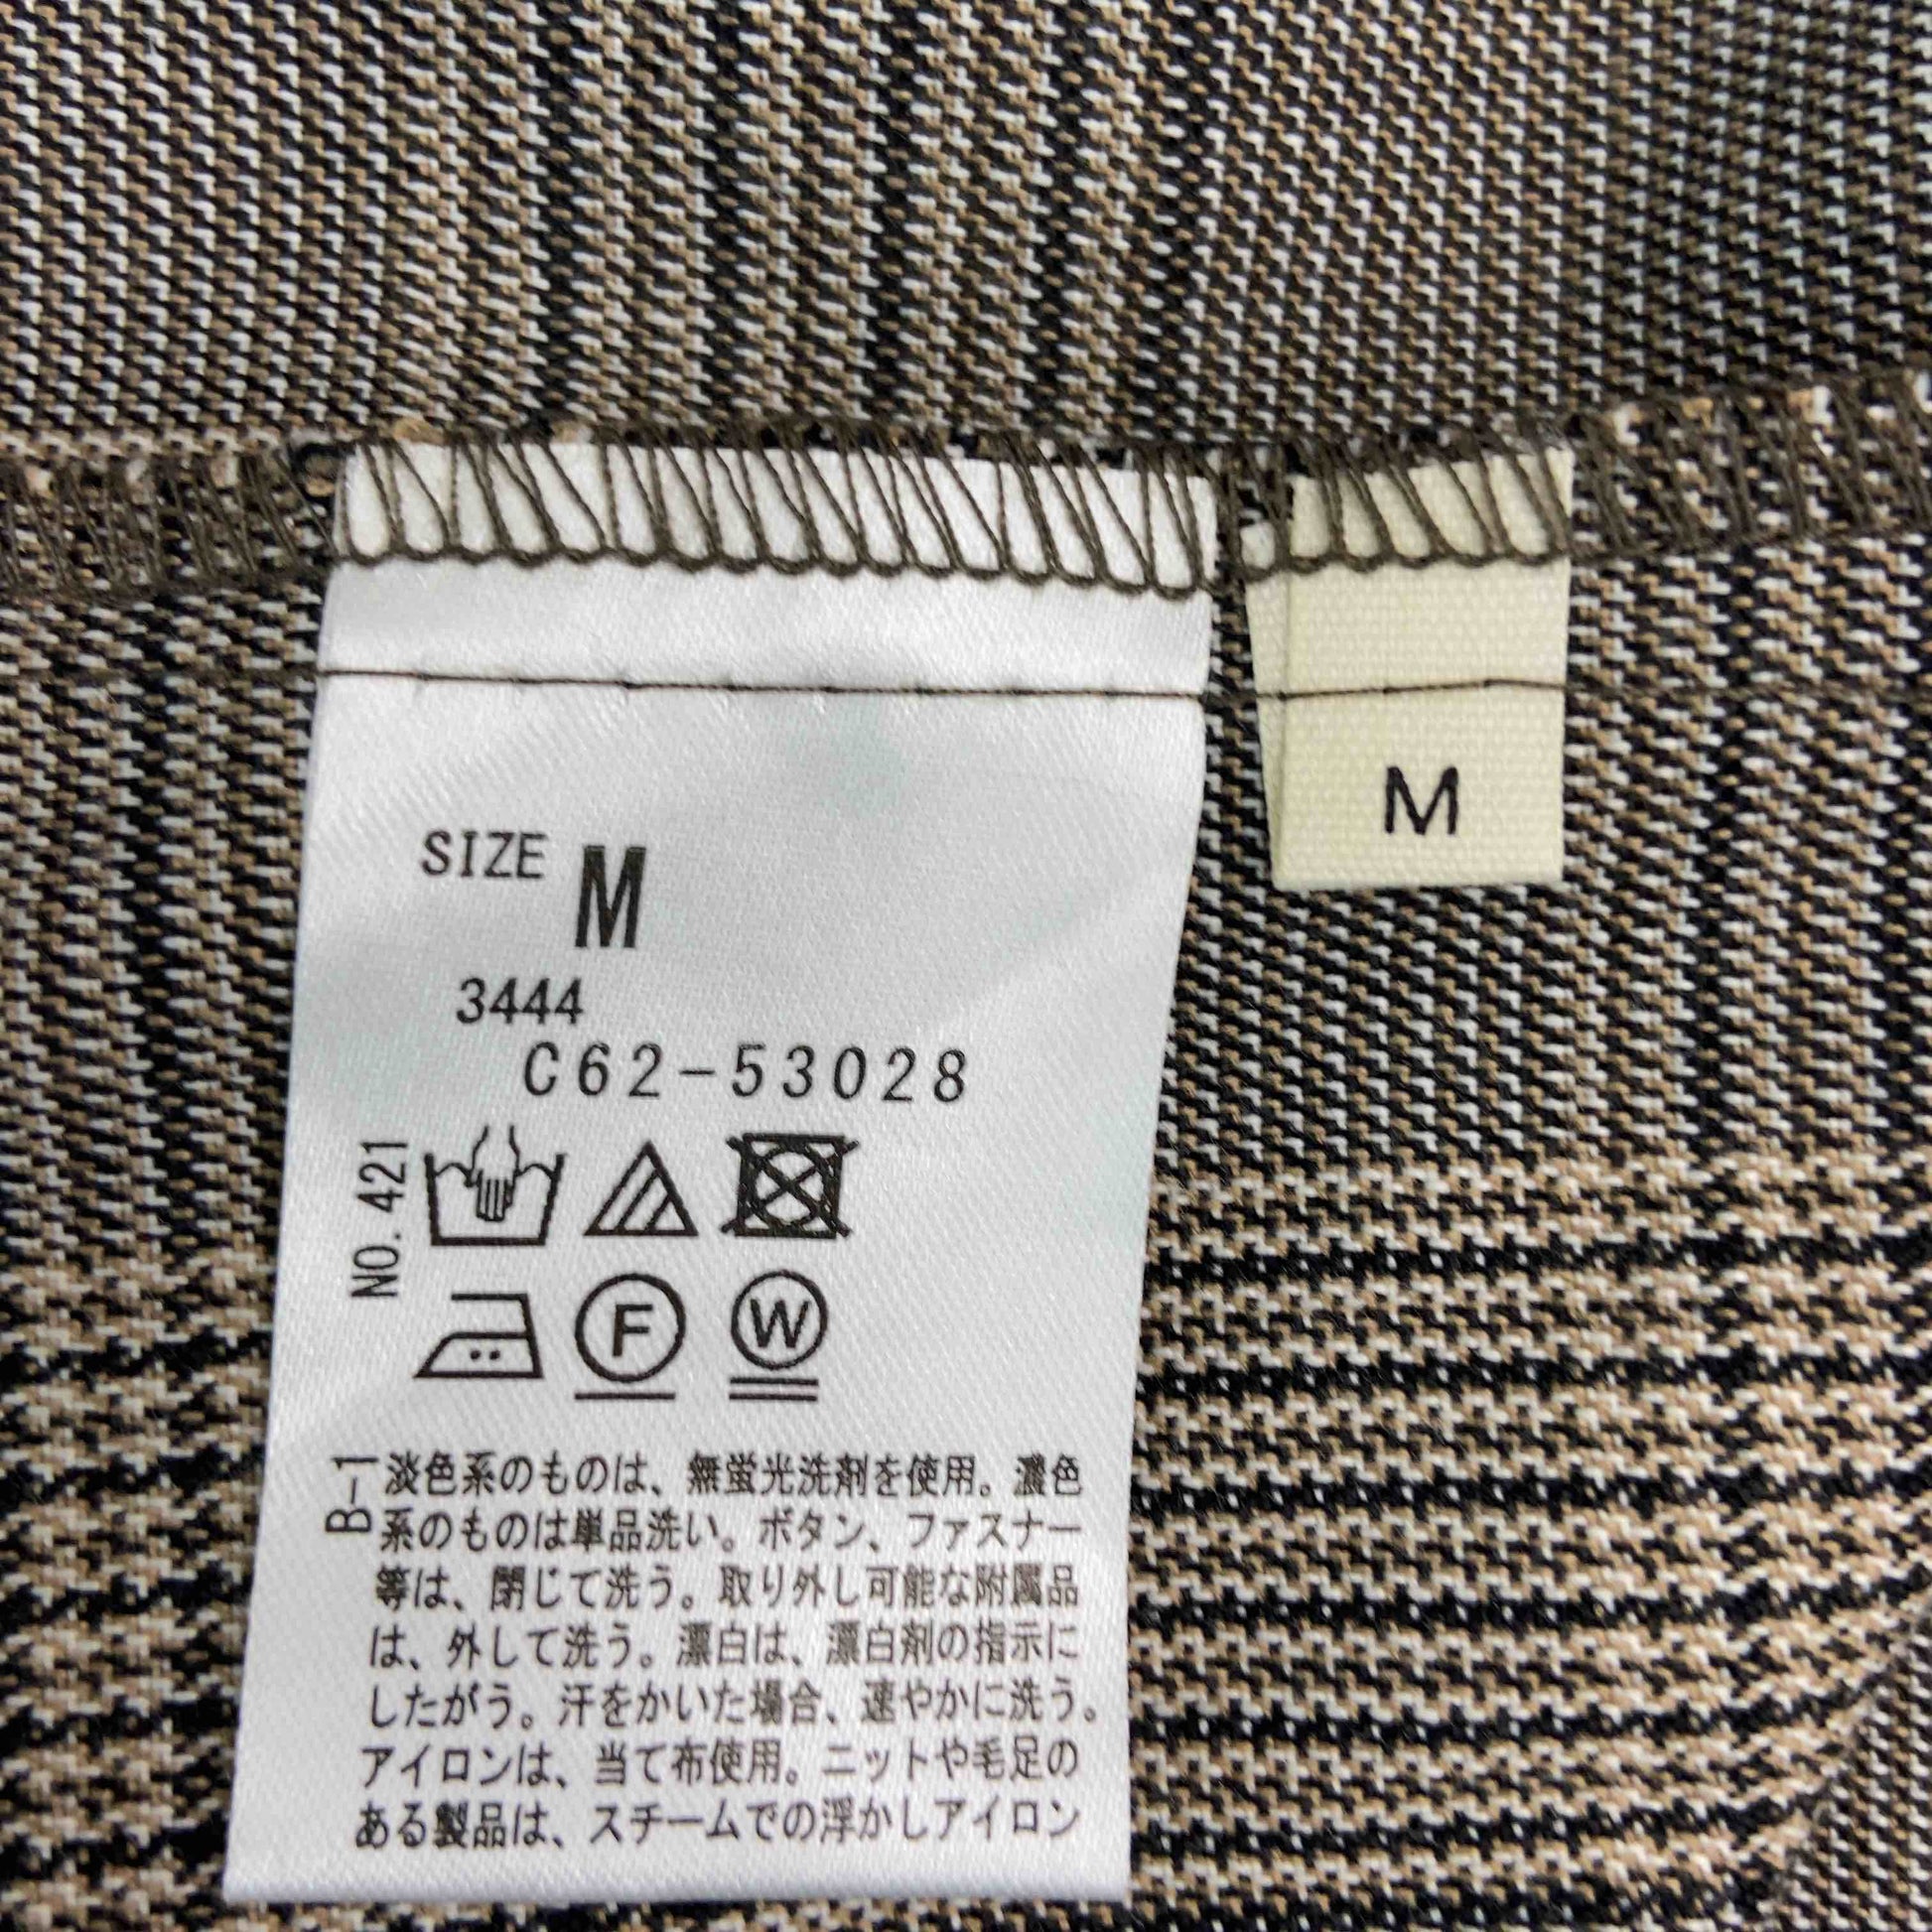 SIZE M
M
3444
C62-53028
NO.421
F
W
B-1
淡色系のものは、無蛍光洗剤を使用。濃色
系のものは単品洗い。ボタン、ファスナー
等は、閉じて洗う。取り外し可能な附属品
は、外して洗う。漂白は、漂白剤の指示に
したがう。汗をかいた場合、速やかに洗う。
アイロンは、当て布使用。ニットや毛足の
ある製品は、スチームでの浮かしアイロン